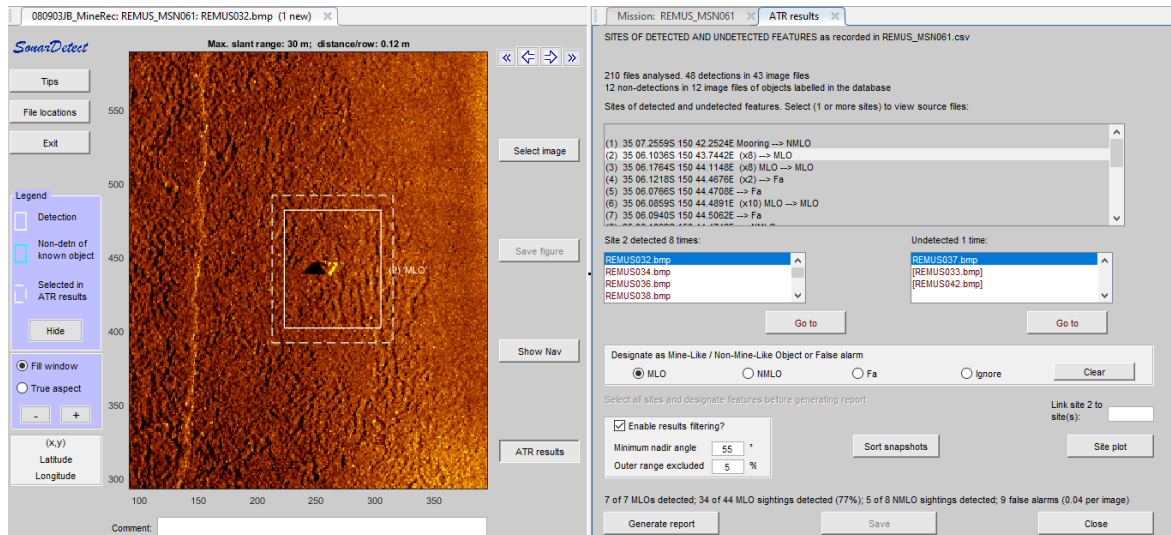 080903JB_MineRec: REMUS_MSN061: REMUS032.bmp (1 new)
SonarDetect
Tips
File locations
Exit
Legend
Detection
Non-detn of
known object
Selected in
ATR results
Hide
Fill window
True aspect
- +
(x,y)
Latitude
Longitude
Max. slant range: 30 m; distance/row: 0.12 m
550
500
450
400
350
300
100 150 200 250 300 350
(2) 'MLO'
Comment:
Select image
Save figure
Show Nav
ATR results
Mission: REMUS_MSN061 ATR results
SITES OF DETECTED AND UNDETECTED FEATURES as recorded in REMUS_MSN061.csv
210 files analysed. 48 detections in 43 image files
12 non-detections in 12 image files of objects labelled in the database
Sites of detected and undetected features. Select (1 or more sites) to view source files:
(1) 35 07.2559S 150 42.2524E Mooring --> NMLO
(2) 35 06.1036S 150 43.7442E (x8) --> MLO
(3) 35 06.1764S 150 44.1148E (x8) MLO --> MLO
(4) 35 06.1218S 150 44.4676E (x2) --> Fa
(5) 35 06.0766S 150 44.4708E --> Fa
(6) 35 06.0859S 150 44.4891E (x10) MLO --> MLO
(7) 35 06.0940S 150 44.5062E --> Fa
Site 2 detected 8 times:
REMUS032.bmp
REMUS034.bmp
REMUS036.bmp
REMUS038.bmp
Go to
Undetected 1 time:
REMUS037.bmp
[REMUS033.bmp]
[REMUS042.bmp]
Go to
Designate as Mine-Like / Non-Mine-Like Object or False alarm
MLO NMLO Fa Ignore Clear
Select all sites and designate features before generating report
Enable results filtering?
Minimum nadir angle 55 °
Outer range excluded 5 %
Sort snapshots
Link site 2 to
site(s):
Site plot
7 of 7 MLOs detected; 34 of 44 MLO sightings detected (77%); 5 of 8 NMLO sightings detected; 9 false alarms (0.04 per image)
Generate report Save Close